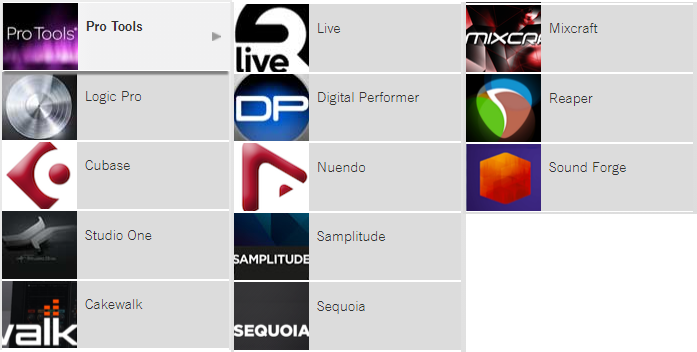 PRO TOOLS
Pro Tools
Logic Pro
Cubase
Studio One
walk
Cakewalk
live
Live
DP
Digital Performer
Nuendo
SAMPLITUDE
Samplitude
SEQUOIA
Sequoia
MIXCRA
Mixcraft
Reaper
Sound Forge